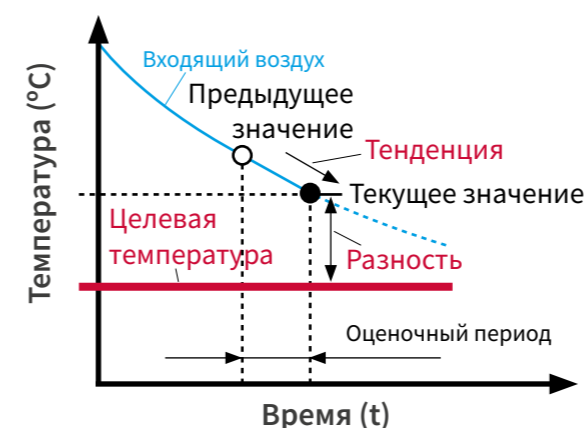 Входящий воздух
Предыдущее
значение
Тенденция
Текущее значение
Целевая
температура
Разность
Оценочный период
Температура (°C)
Время (t)